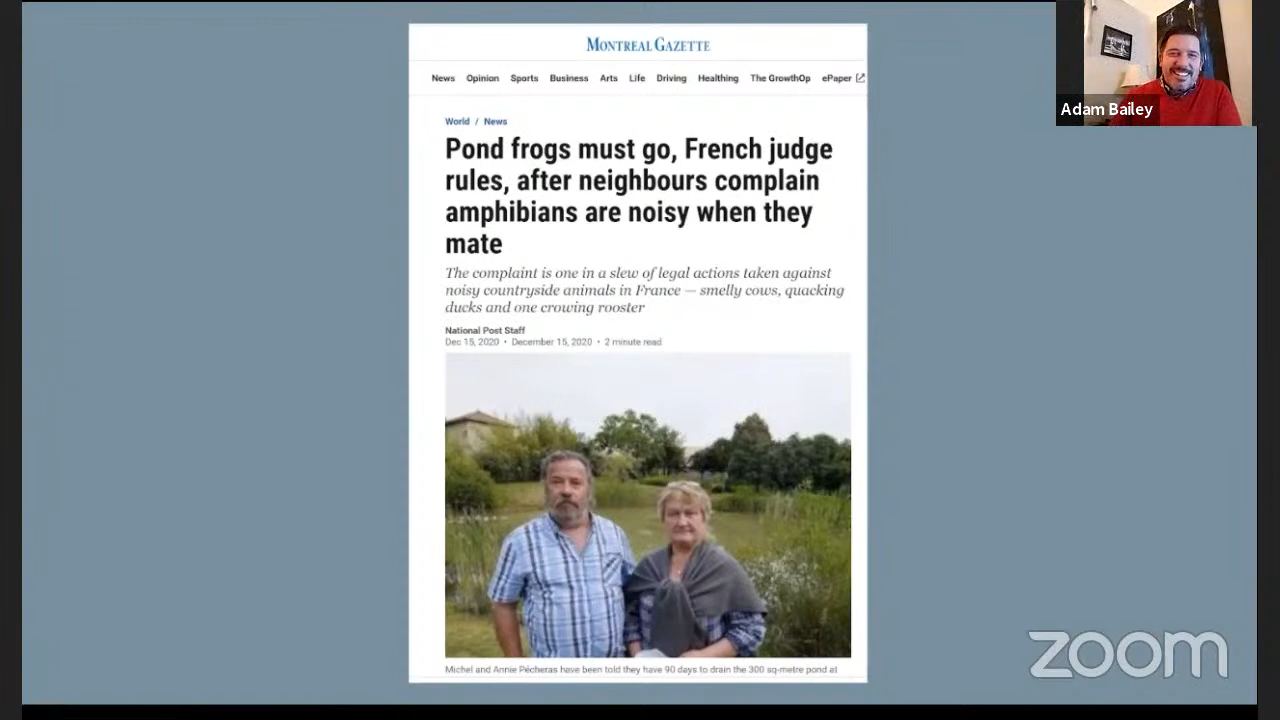 MONTREAL GAZETTE
News Opinion Sports Business Arts Life Driving Healthing The GrowthOp ePaper
World / News
Pond frogs must go, French judge
rules, after neighbours complain
amphibians are noisy when they
mate
The complaint is one in a slew of legal actions taken against
noisy countryside animals in France — smelly cows, quacking
ducks and one crowing rooster
National Post Staff
Dec 15, 2020 • December 15, 2020 • 2 minute read
Michel and Annie Pécheras have been told they have 90 days to drain the 300 sq-metre pond at
Adam Bailey
zoom